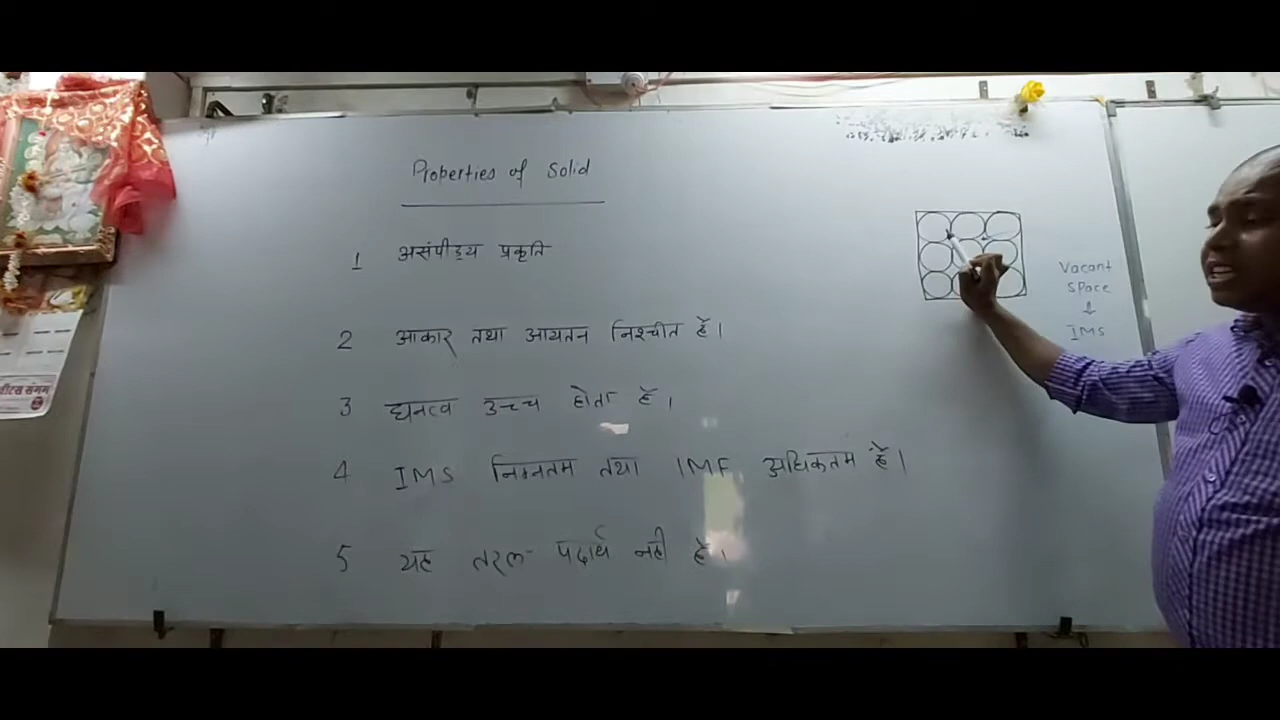 Properties of Solid
1 असंपीड्य प्रकृति
2 आकार तथा आयतन निश्चीत है।
3 घनत्व उच्च होता है।
4 IMS निम्नतम तथा IMF अधिकतम है।
5 यह तरल पदार्थ नही है।
Vacant
Space
↓
IMS
संगम